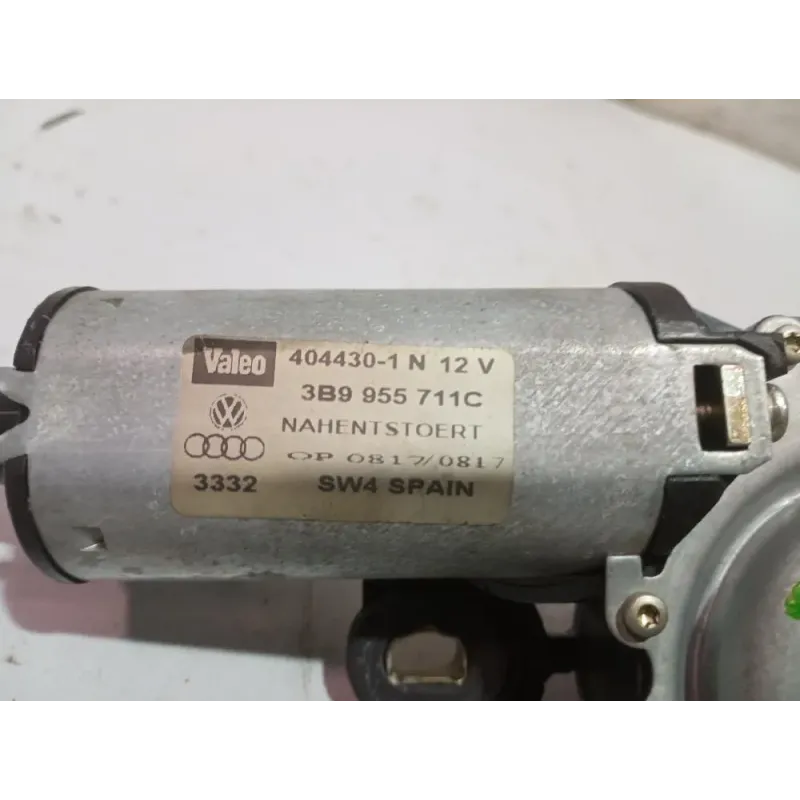 Valeo 404430-1 N 12 V
3B9 955 711C
NAHENTSTOERT
OP 0817/0817
3332 SW4 SPAIN